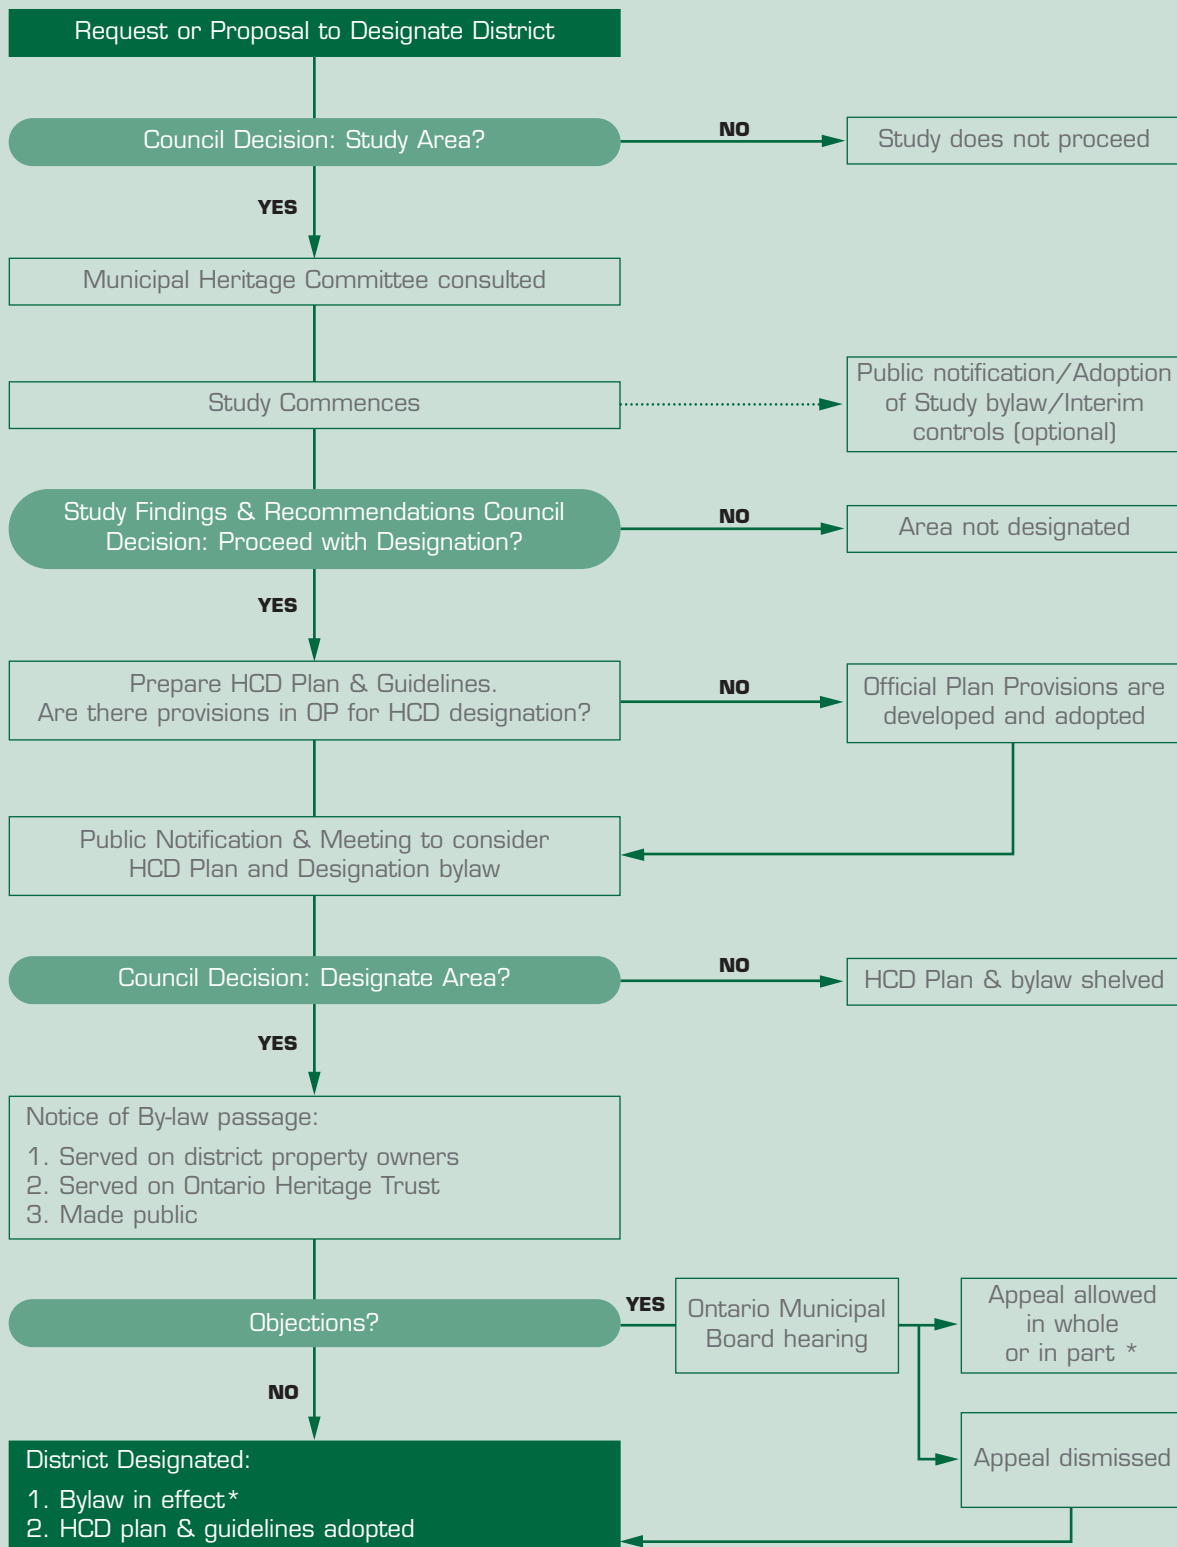 Request or Proposal to Designate District
Council Decision: Study Area?
NO
Study does not proceed
YES
Municipal Heritage Committee consulted
Study Commences
Public notification/Adoption
of Study bylaw/Interim
controls (optional)
Study Findings & Recommendations Council
Decision: Proceed with Designation?
NO
Area not designated
YES
Prepare HCD Plan & Guidelines.
Are there provisions in OP for HCD designation?
NO
Official Plan Provisions are
developed and adopted
Public Notification & Meeting to consider
HCD Plan and Designation bylaw
Council Decision: Designate Area?
NO
HCD Plan & bylaw shelved
YES
Notice of By-law passage:
1. Served on district property owners
2. Served on Ontario Heritage Trust
3. Made public
Objections?
YES
Ontario Municipal
Board hearing
Appeal allowed
in whole
or in part *
NO
Appeal dismissed
District Designated:
1. Bylaw in effect*
2. HCD plan & guidelines adopted